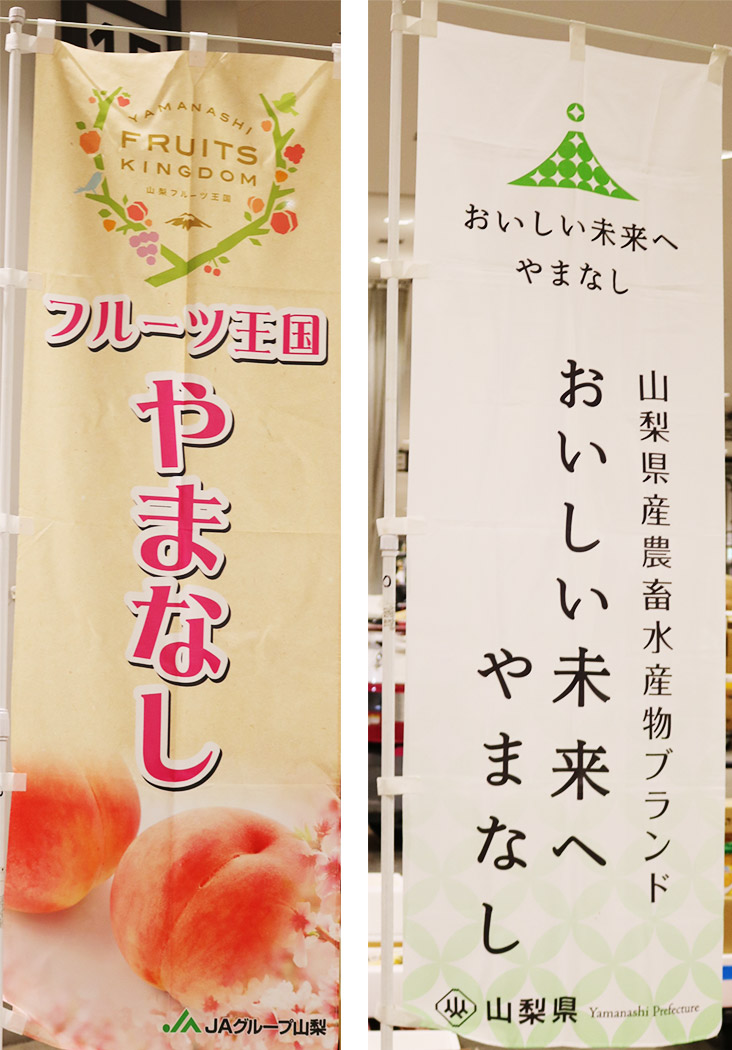 YAMANASHI
FRUITS
KINGDOM
山梨フルーツ王国
フルーツ王国
やまなし
JAグループ山梨
おいしい未来へ
やまなし
山梨県産農畜水産物ブランド
おいしい未来へ
やまなし
山梨県 Yamanashi Prefecture